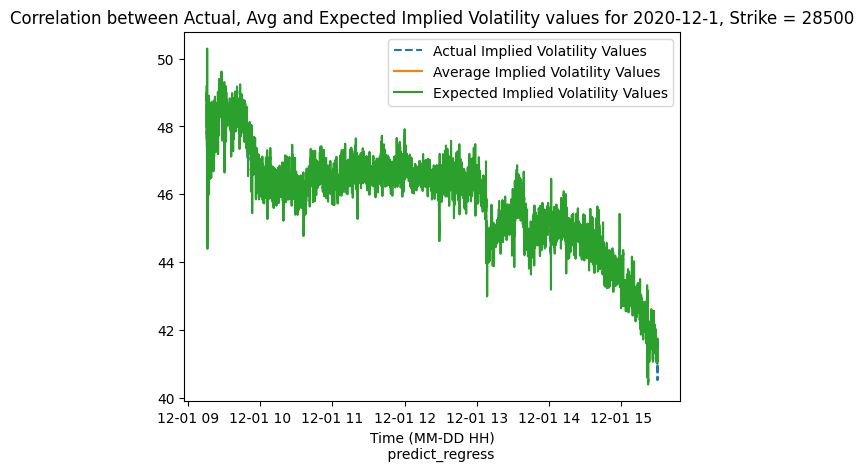 Correlation between Actual, Avg and Expected Implied Volatility values for 2020-12-1, Strike = 28500
Actual Implied Volatility Values
Average Implied Volatility Values
Expected Implied Volatility Values
50
48
46
44
42
40
12-01 09 12-01 10 12-01 11 12-01 12 12-01 13 12-01 14 12-01 15
Time (MM-DD HH)
predict_regress